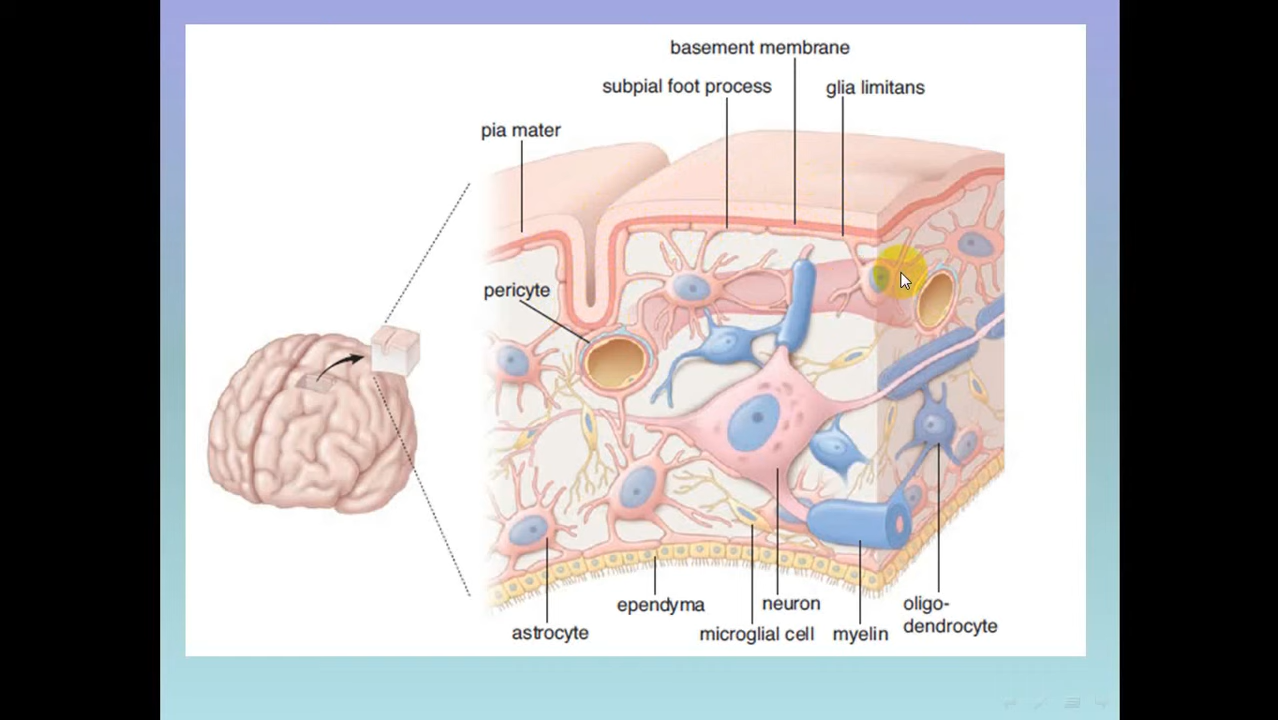 basement membrane
subpial foot process
glia limitans
pia mater
pericyte
ependyma
neuron
oligo-
dendrocyte
astrocyte
microglial cell
myelin